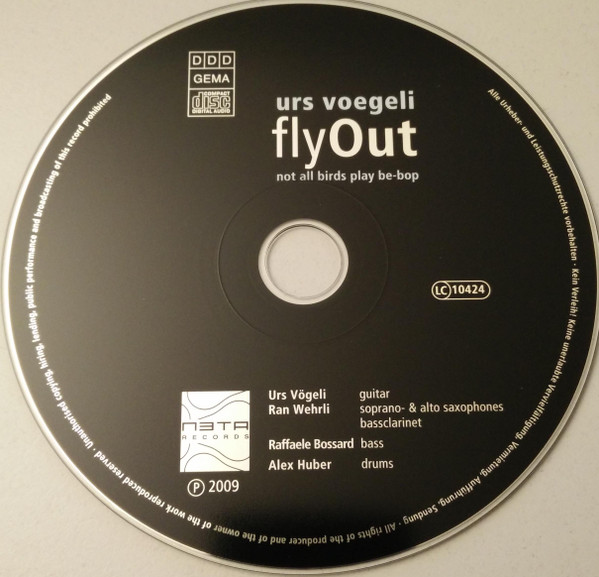 DDD
GEMA
COMPACT
disc
DIGITAL AUDIO
urs voegeli
flyOut
not all birds play be-bop
LC 10424
Urs Vögeli guitar
Ran Wehrli soprano- & alto saxophones
bassclarinet
Raffaele Bossard bass
Alex Huber drums
N3TA
RECORDS
Ⓟ 2009
Alle Urheber- und Leistungsschutzrechte vorbehalten · Kein Verleih! Keine unerlaubte Vervielfältigung, Vermietung, Aufführung, Sendung · All rights of the producer and of the owner of the work reproduced reserved · Unauthorised copying, hiring, lending, public performance and broadcasting of this record prohibited